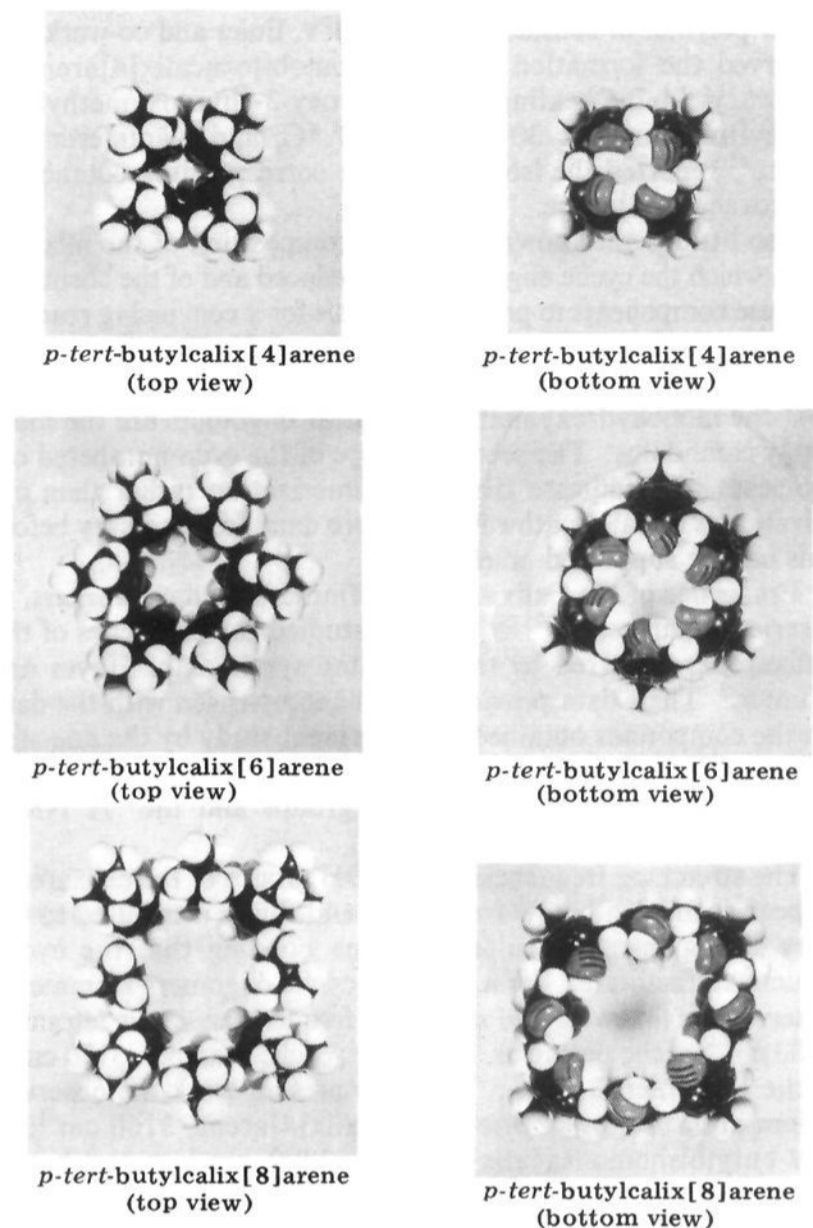 p-tert-butylcalix[4]arene
(top view)
p-tert-butylcalix[4]arene
(bottom view)
p-tert-butylcalix[6]arene
(top view)
p-tert-butylcalix[6]arene
(bottom view)
p-tert-butylcalix[8]arene
(top view)
p-tert-butylcalix[8]arene
(bottom view)